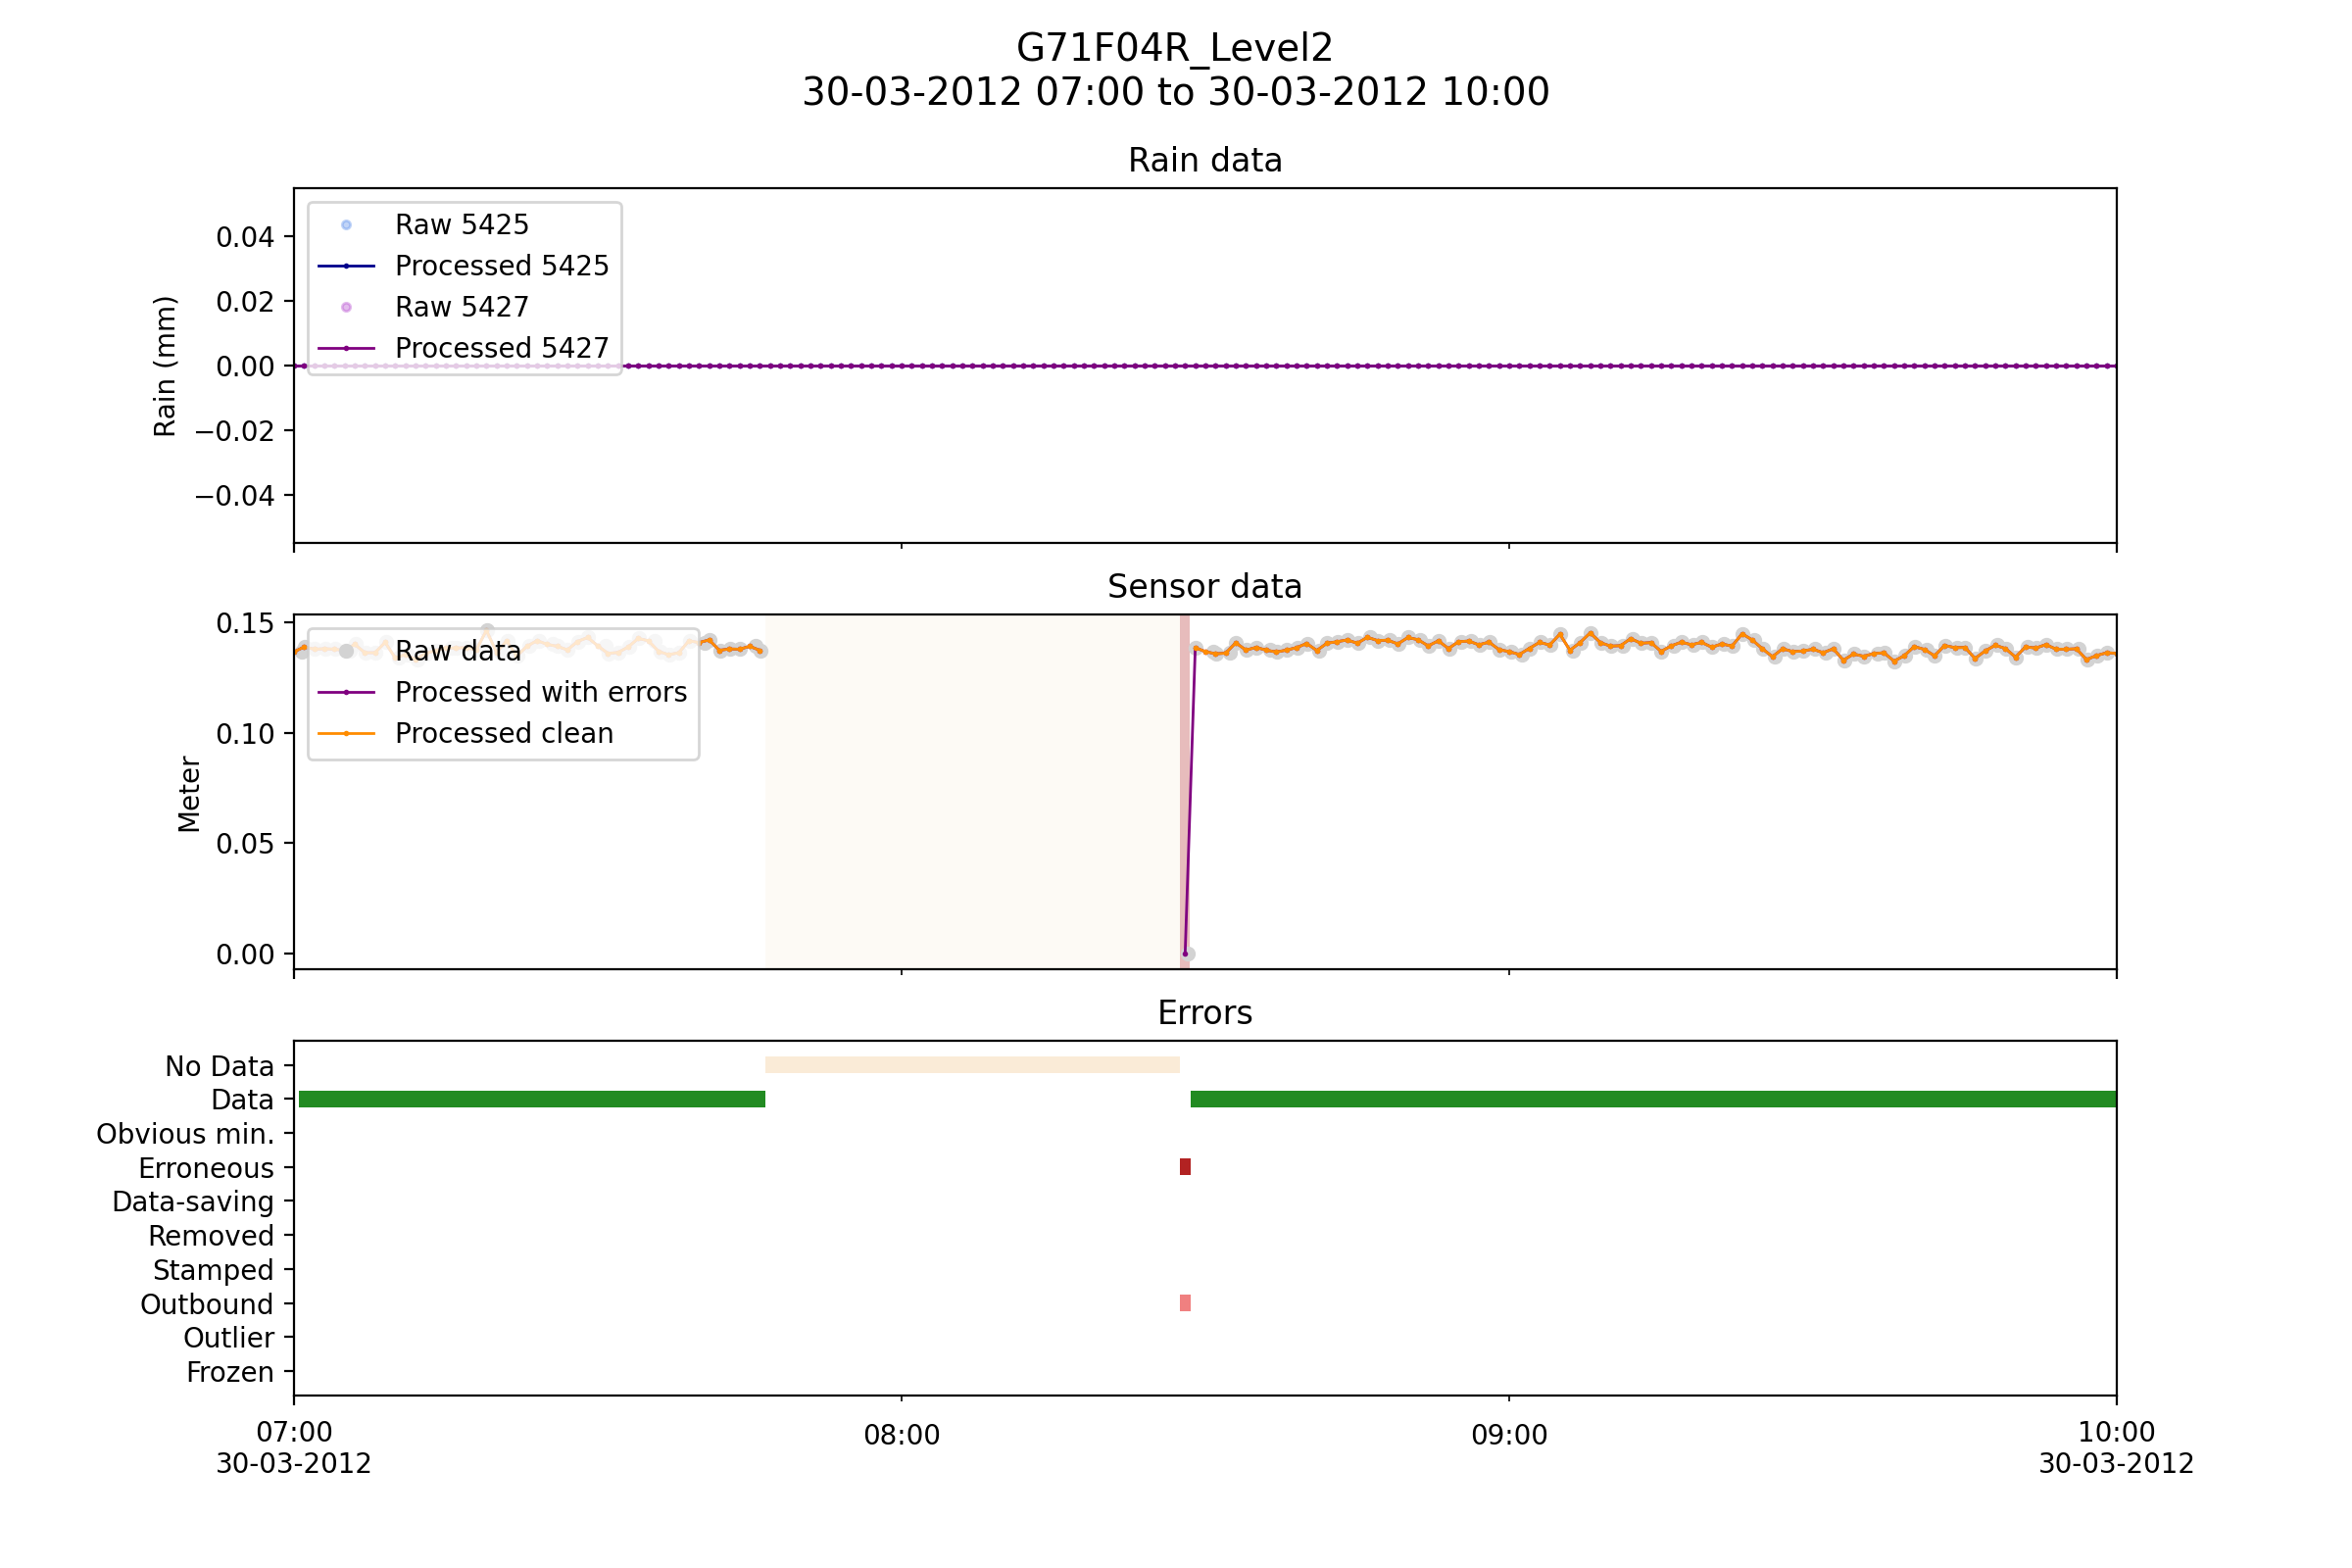 G71F04R_Level2
30-03-2012 07:00 to 30-03-2012 10:00
Rain data
Rain (mm)
0.04
0.02
0.00
−0.02
−0.04
Raw 5425
Processed 5425
Raw 5427
Processed 5427
Sensor data
Meter
0.15
0.10
0.05
0.00
Raw data
Processed with errors
Processed clean
Errors
No Data
Data
Obvious min.
Erroneous
Data-saving
Removed
Stamped
Outbound
Outlier
Frozen
07:00
30-03-2012
08:00
09:00
10:00
30-03-2012